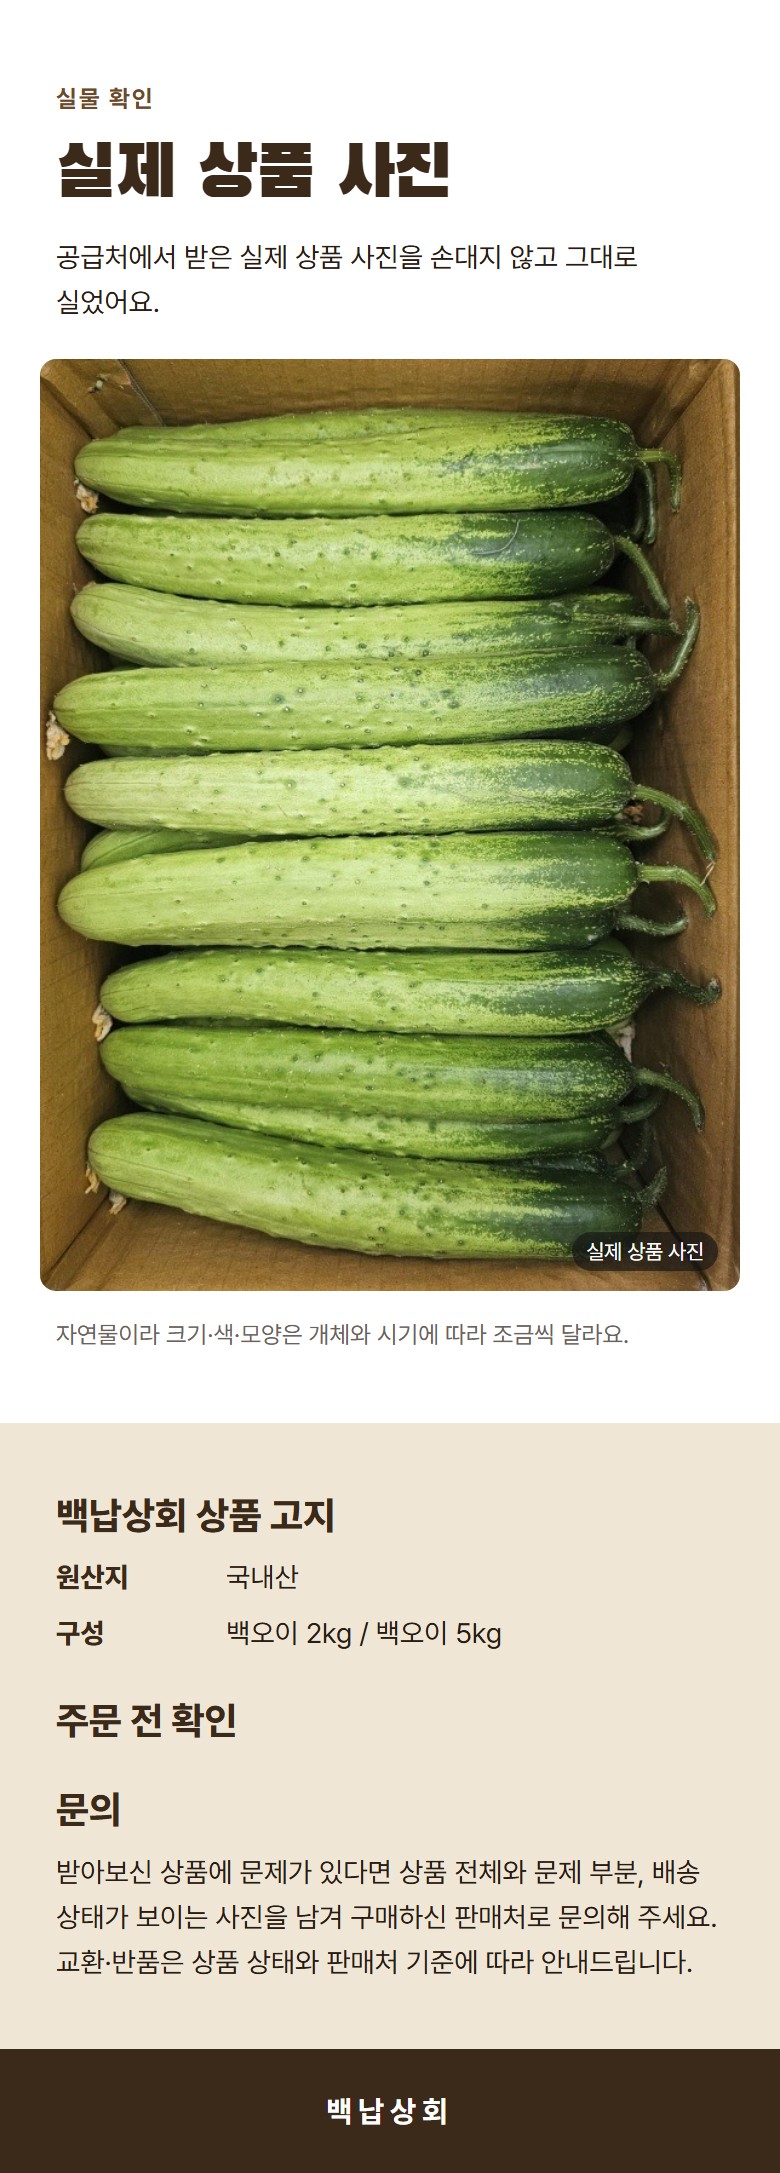 실물 확인
실제 상품 사진
공급처에서 받은 실제 상품 사진을 손대지 않고 그대로
실었어요.
실제 상품 사진
자연물이라 크기·색·모양은 개체와 시기에 따라 조금씩 달라요.
백납상회 상품 고지
원산지 국내산
구성 백오이 2kg / 백오이 5kg
주문 전 확인
문의
받아보신 상품에 문제가 있다면 상품 전체와 문제 부분, 배송
상태가 보이는 사진을 남겨 구매하신 판매처로 문의해 주세요.
교환·반품은 상품 상태와 판매처 기준에 따라 안내드립니다.
백납상회